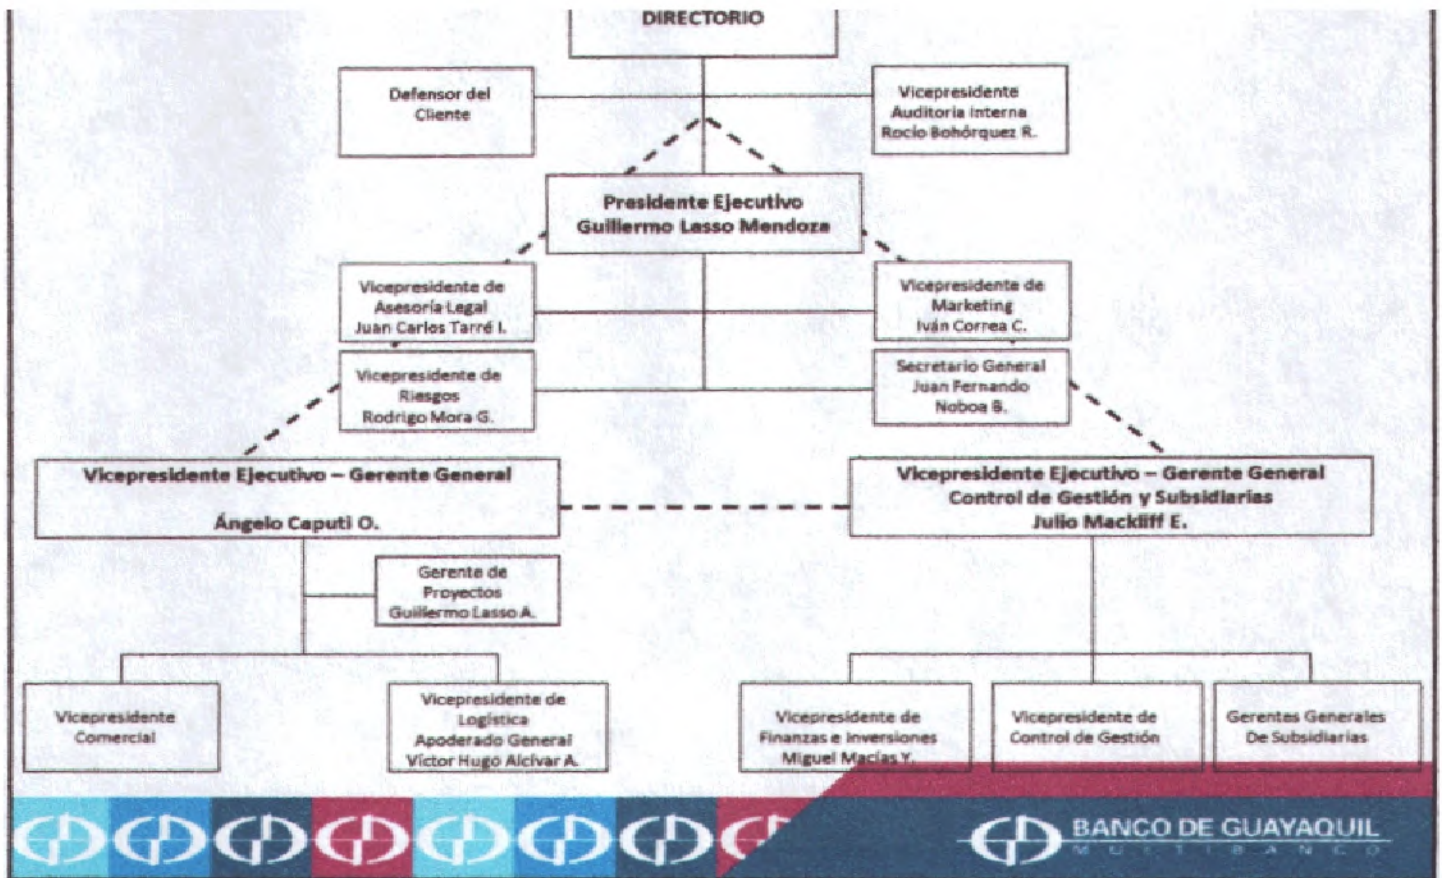 DIRECTORIO
Defensor del
Cliente
Vicepresidente
Auditoria Interna
Rocío Bohórquez R.
Presidente Ejecutivo
Guillermo Lasso Mendoza
Vicepresidente de
Asesoría Legal
Juan Carlos Tarré I.
Vicepresidente de
Marketing
Iván Correa C.
Vicepresidente de
Riesgos
Rodrigo Mora G.
Secretario General
Juan Fernando
Noboa B.
Vicepresidente Ejecutivo – Gerente General
Ángelo Caputi O.
Vicepresidente Ejecutivo – Gerente General
Control de Gestión y Subsidiarias
Julio Mackliff E.
Gerente de
Proyectos
Guillermo Lasso A.
Vicepresidente
Comercial
Vicepresidente de
Logística
Apoderado General
Víctor Hugo Alcívar A.
Vicepresidente de
Finanzas e Inversiones
Miguel Macías Y.
Vicepresidente de
Control de Gestión
Gerentes Generales
De Subsidiarias
BANCO DE GUAYAQUIL
MULTIBANCO